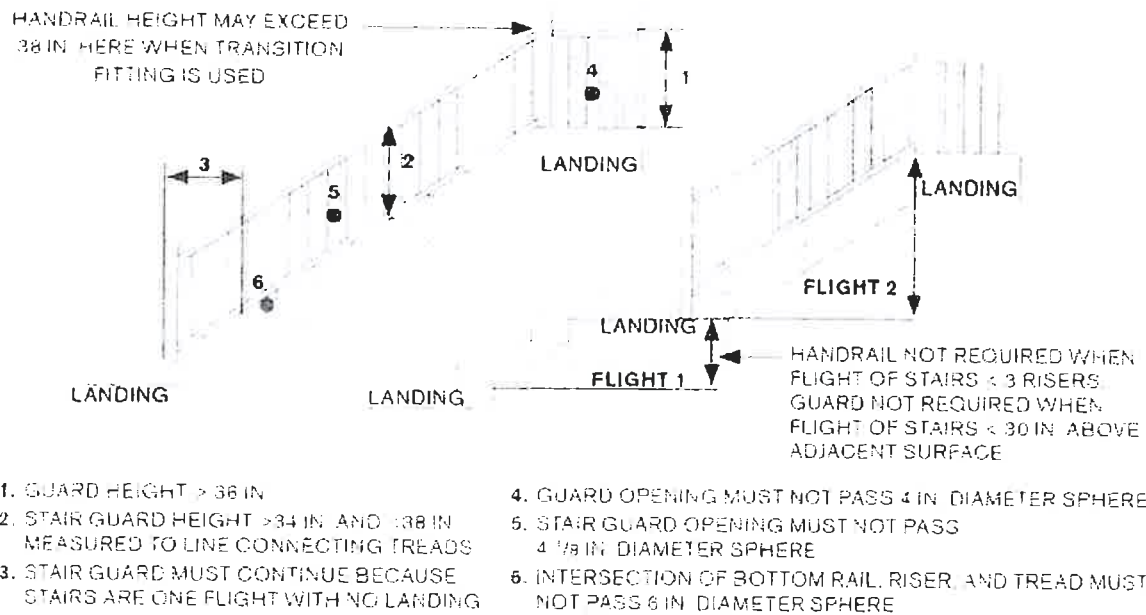 HANDRAIL HEIGHT MAY EXCEED
38 IN. HERE WHEN TRANSITION
FITTING IS USED
4
1
LANDING
3
2
5
LANDING
6
FLIGHT 2
LANDING
FLIGHT 1
LANDING
LANDING
HANDRAIL NOT REQUIRED WHEN
FLIGHT OF STAIRS < 3 RISERS
GUARD NOT REQUIRED WHEN
FLIGHT OF STAIRS < 30 IN. ABOVE
ADJACENT SURFACE
1. GUARD HEIGHT > 36 IN
2. STAIR GUARD HEIGHT >34 IN. AND <38 IN
MEASURED TO LINE CONNECTING TREADS
3. STAIR GUARD MUST CONTINUE BECAUSE
STAIRS ARE ONE FLIGHT WITH NO LANDING
4. GUARD OPENING MUST NOT PASS 4 IN. DIAMETER SPHERE
5. STAIR GUARD OPENING MUST NOT PASS
4 3/8 IN. DIAMETER SPHERE
6. INTERSECTION OF BOTTOM RAIL, RISER, AND TREAD MUST
NOT PASS 6 IN. DIAMETER SPHERE